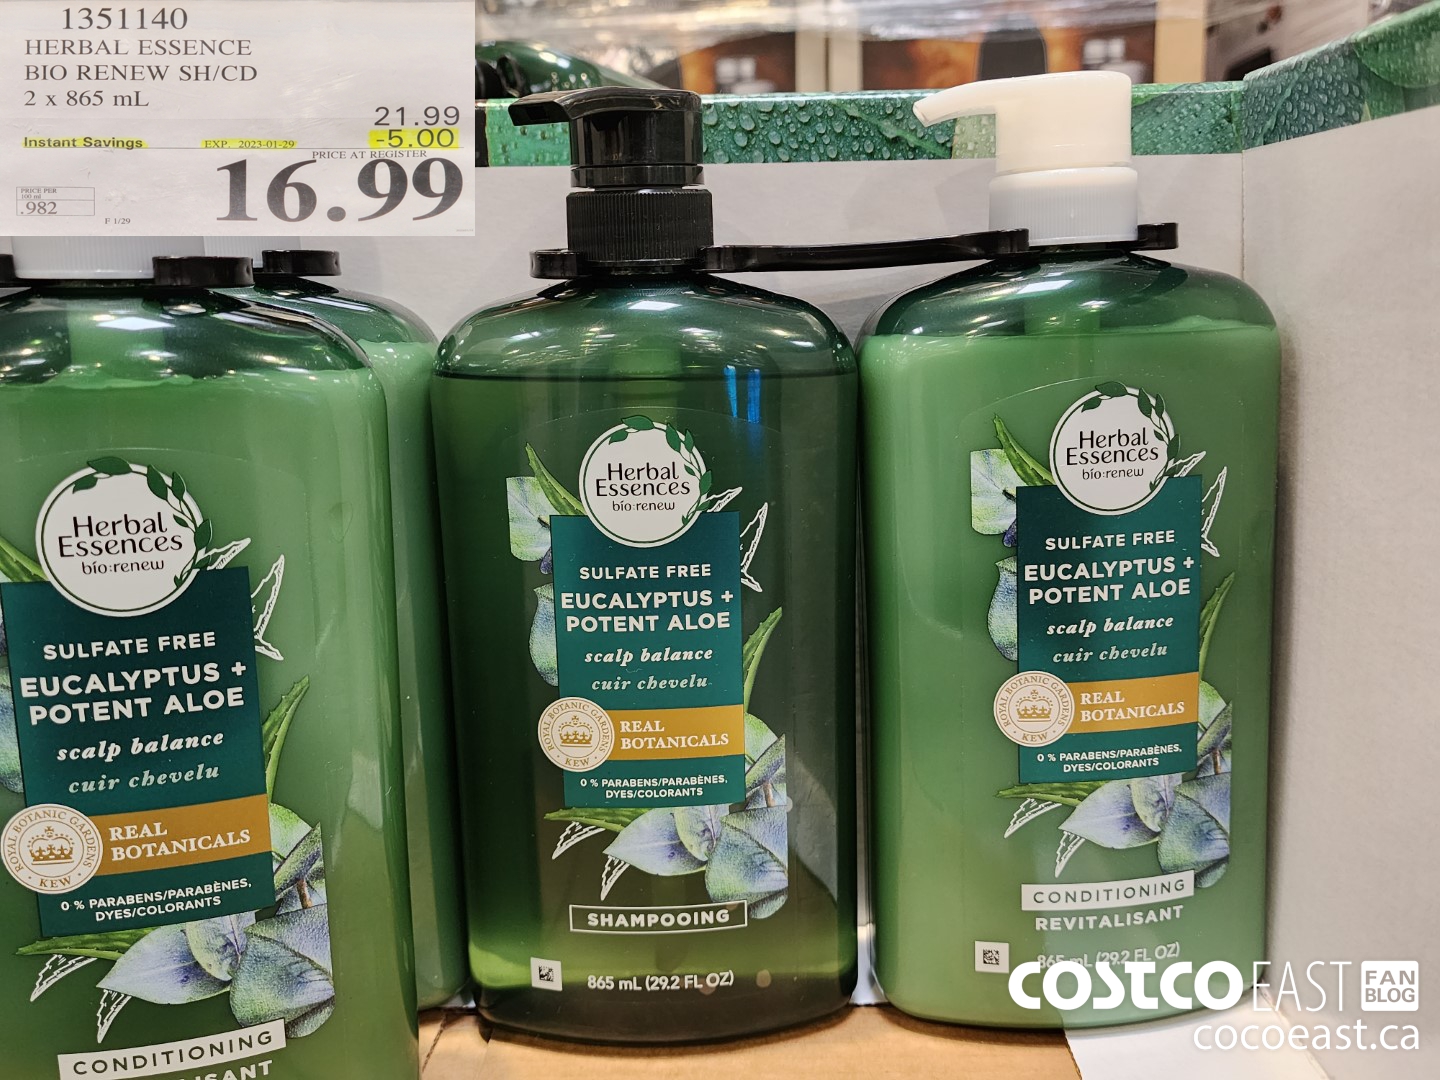 1351140
HERBAL ESSENCE
BIO RENEW SH/CD
2 x 865 mL
21.99
Instant Savings
EXP. 2023-01-29
-5.00
PRICE AT REGISTER
16.99
PRICE PER
100 ml
.982
F 1/29
Herbal
Essences
bio:renew
SULFATE FREE
EUCALYPTUS +
POTENT ALOE
scalp balance
cuir chevelu
ROYAL BOTANIC GARDENS
KEW
REAL
BOTANICALS
0 % PARABENS/PARABÈNES,
DYES/COLORANTS
CONDITIONING
Herbal
Essences
bio:renew
SULFATE FREE
EUCALYPTUS +
POTENT ALOE
scalp balance
cuir chevelu
ROYAL BOTANIC GARDENS
KEW
REAL
BOTANICALS
0 % PARABENS/PARABÈNES,
DYES/COLORANTS
SHAMPOOING
865 mL (29.2 FL OZ)
Herbal
Essences
bio:renew
SULFATE FREE
EUCALYPTUS +
POTENT ALOE
scalp balance
cuir chevelu
ROYAL BOTANIC GARDENS
KEW
REAL
BOTANICALS
0 % PARABENS/PARABÈNES,
DYES/COLORANTS
CONDITIONING
REVITALISANT
865 mL (29.2 FL OZ)
COSTCO EAST FAN BLOG
cocoeast.ca